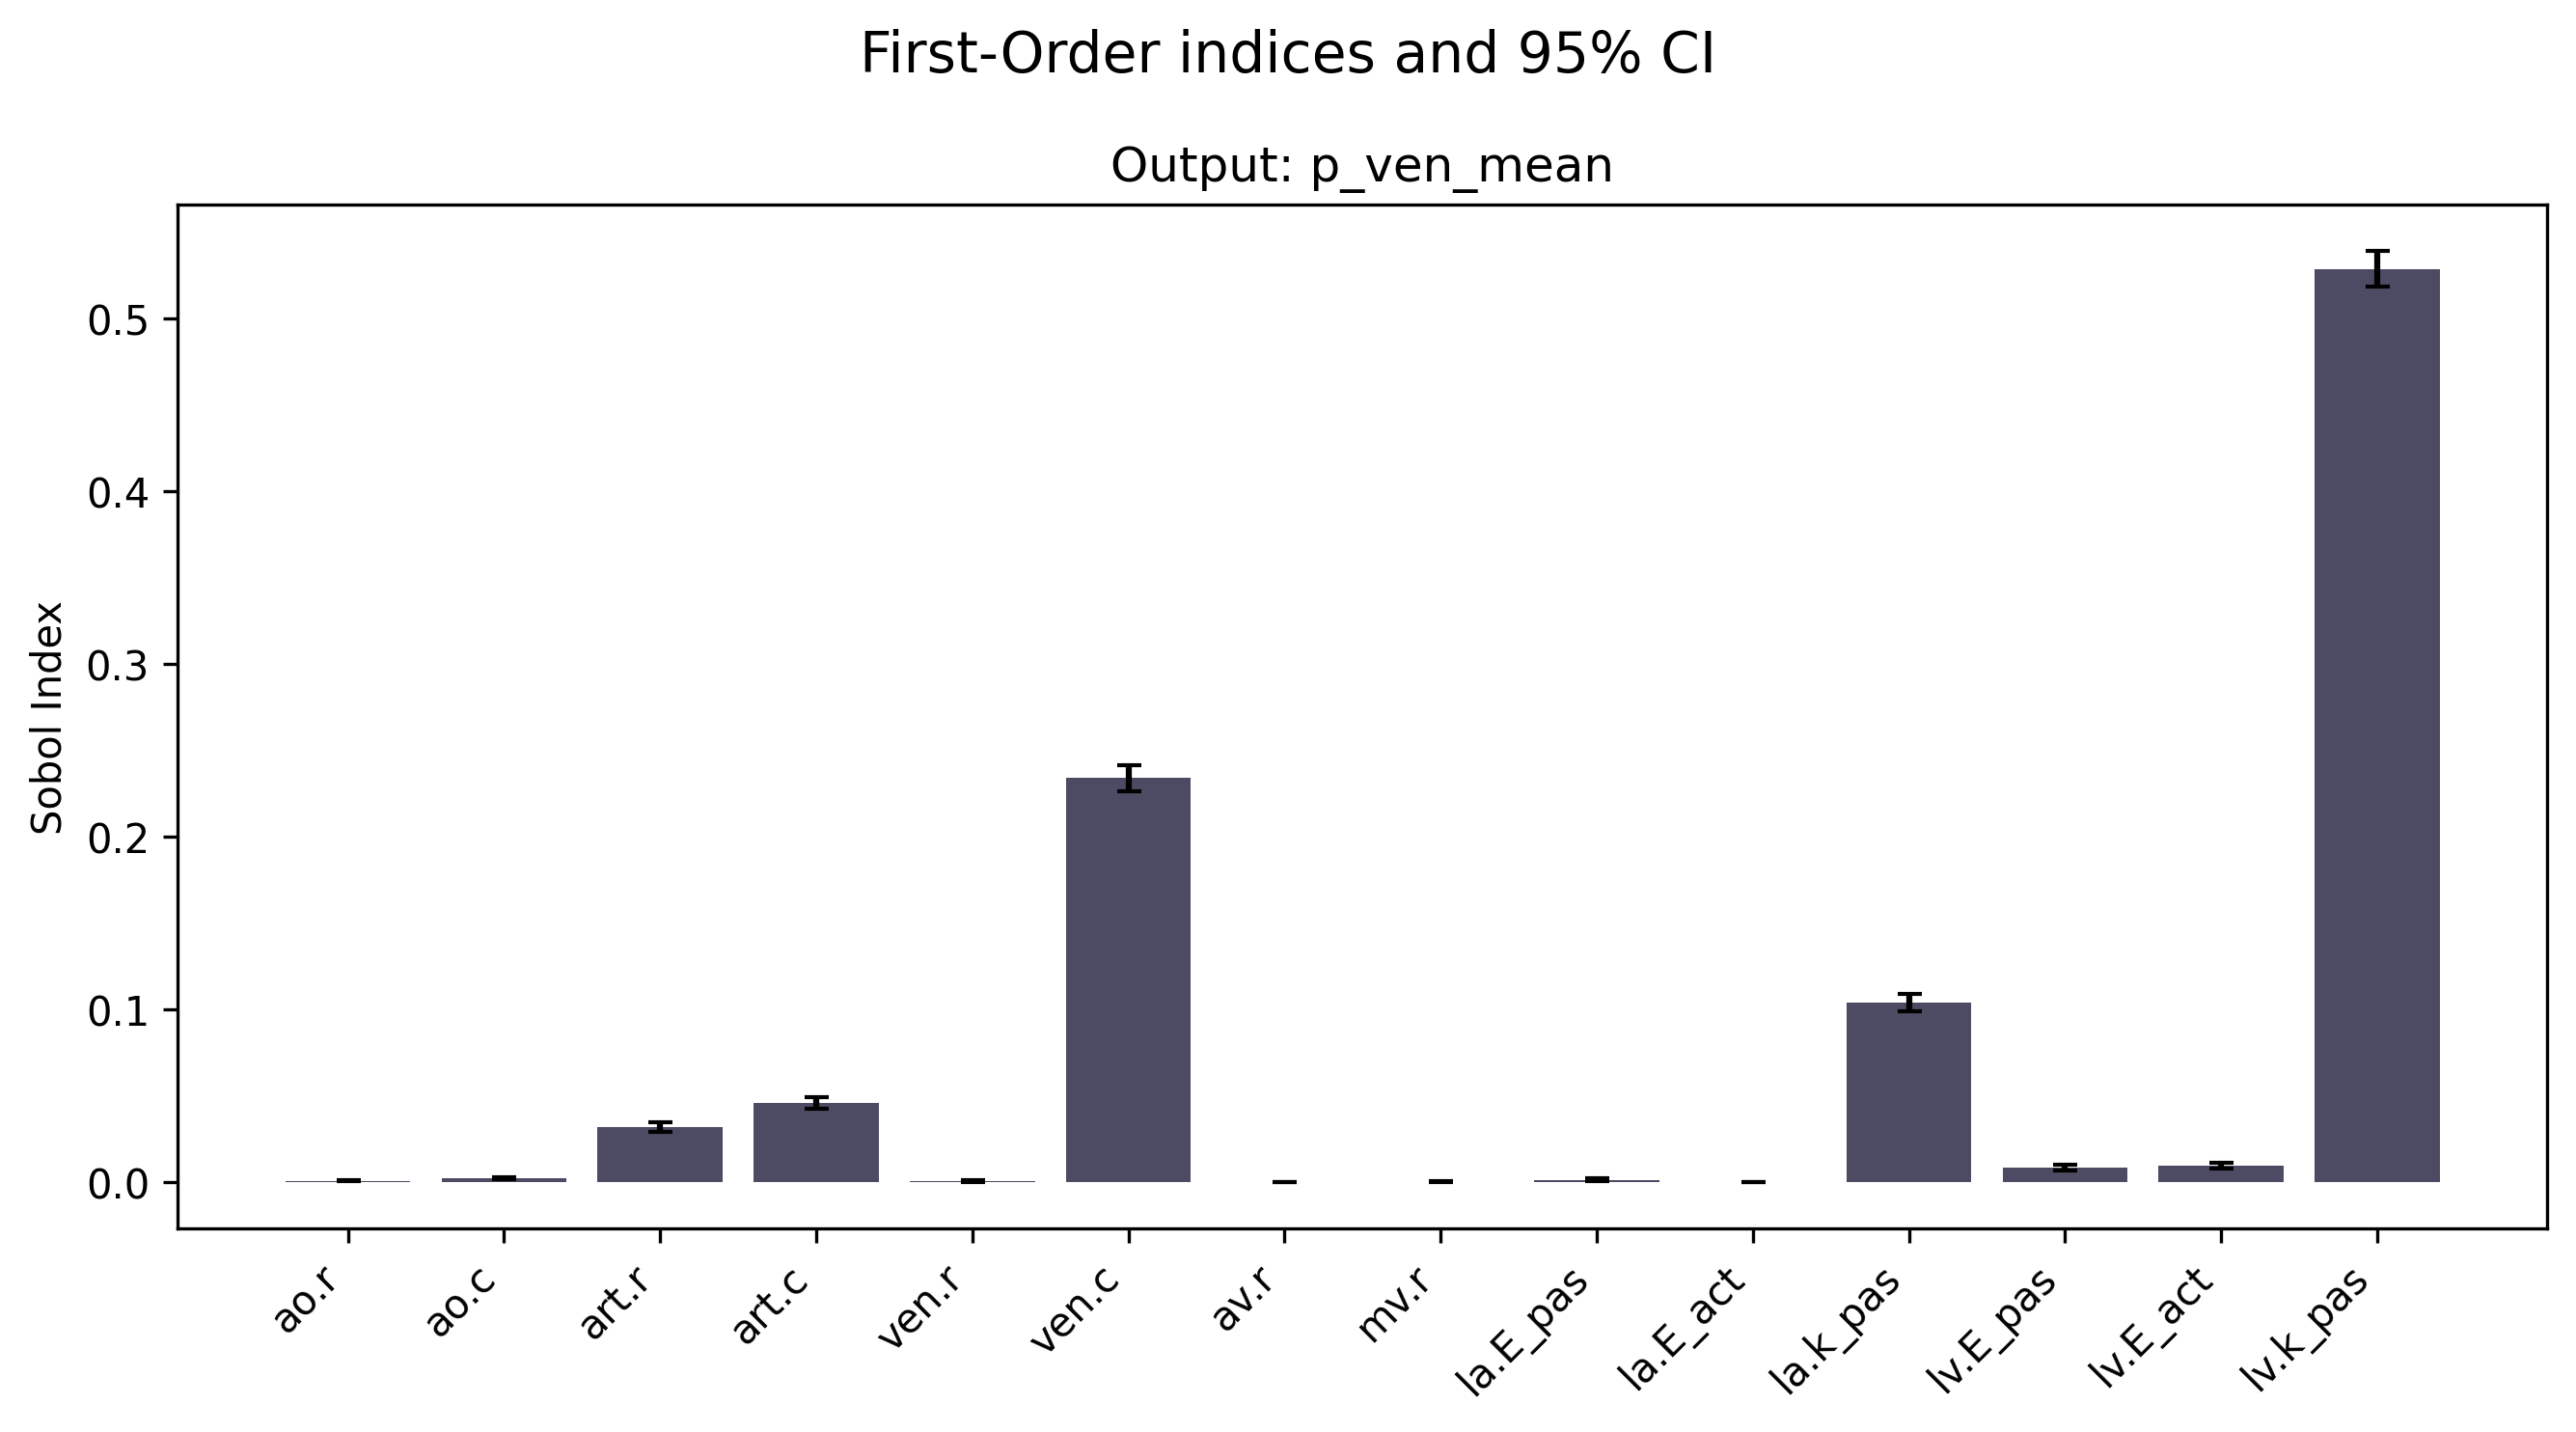 First-Order indices and 95% CI
Output: p_ven_mean
Sobol Index
0.5
0.4
0.3
0.2
0.1
0.0
ao.r
ao.c
art.r
art.c
ven.r
ven.c
av.r
mv.r
la.E_pas
la.E_act
la.k_pas
lv.E_pas
lv.E_act
lv.k_pas